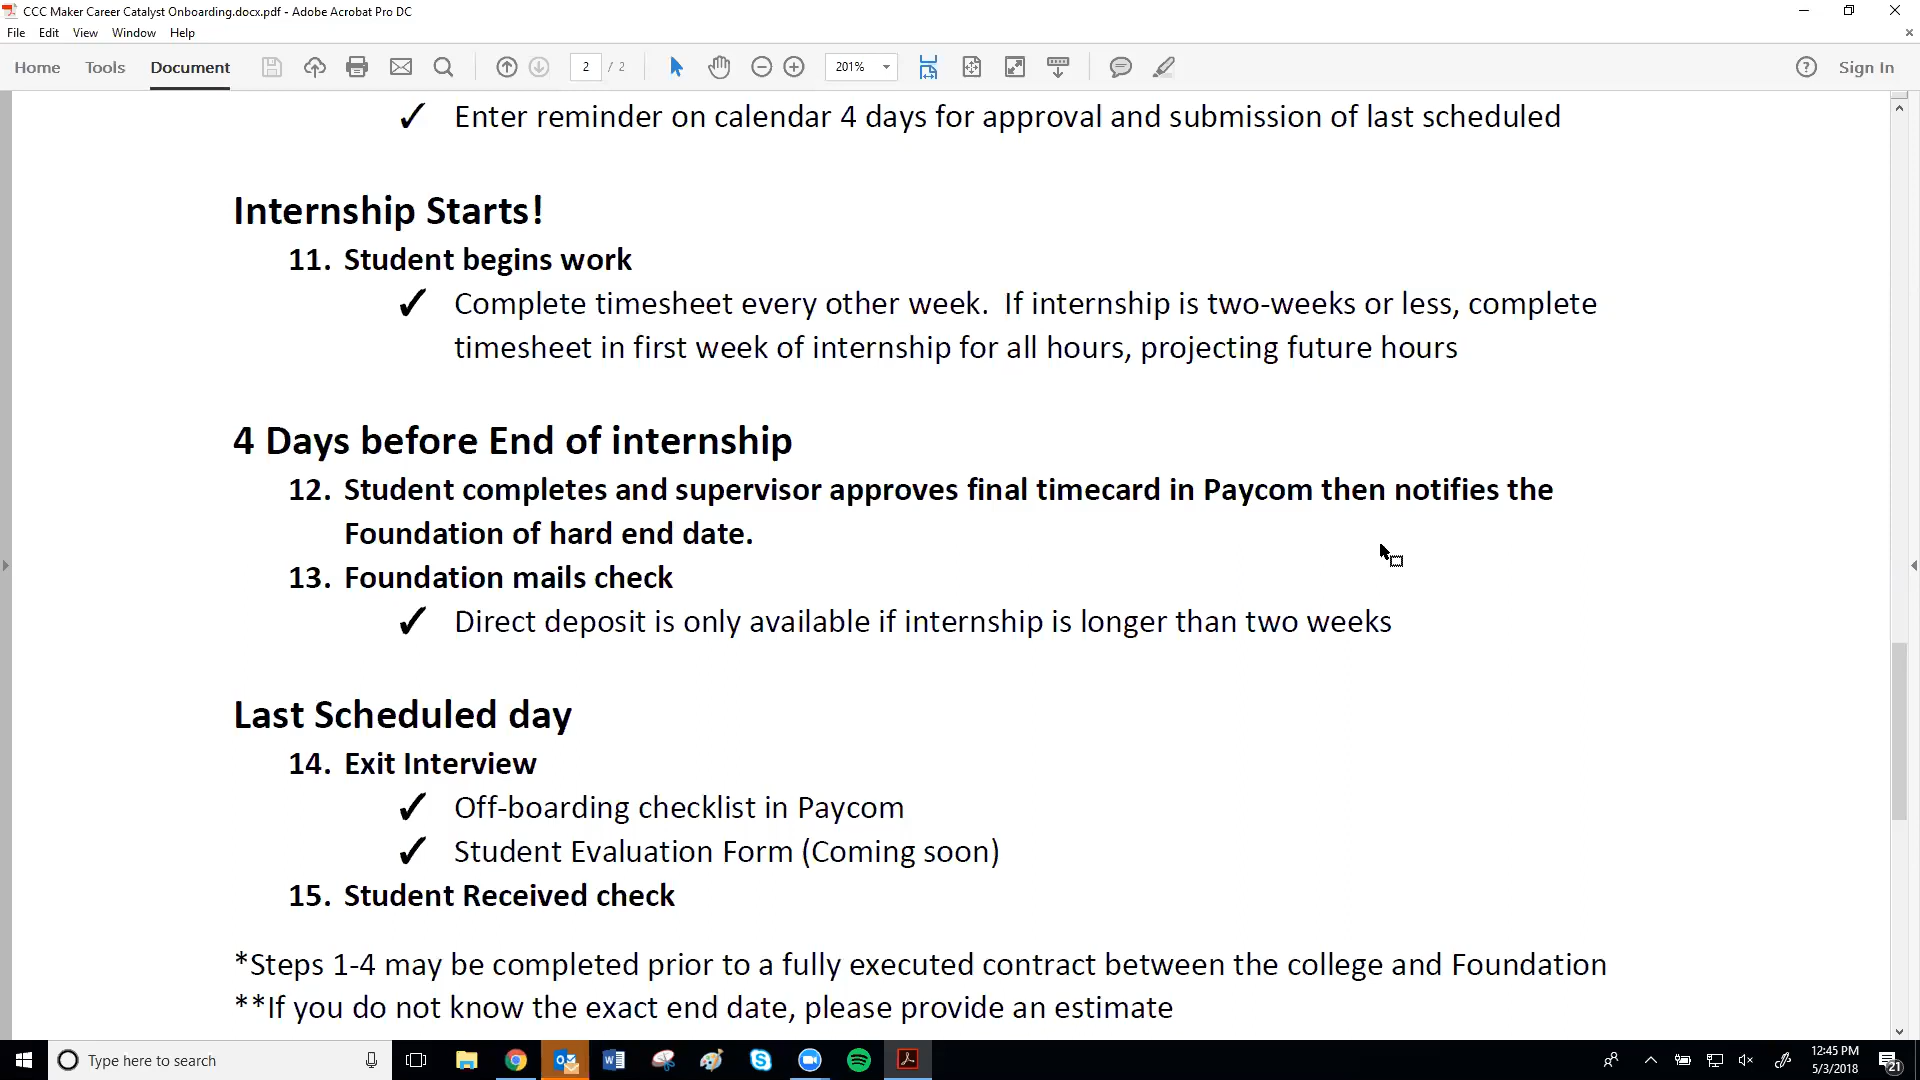 CCC Maker Career Catalyst Onboarding.docx.pdf - Adobe Acrobat Pro DC
File Edit View Window Help
Home Tools Document 2 / 2 201% Sign In
✓ Enter reminder on calendar 4 days for approval and submission of last scheduled
Internship Starts!
11. Student begins work
✓ Complete timesheet every other week. If internship is two-weeks or less, complete
timesheet in first week of internship for all hours, projecting future hours
4 Days before End of internship
12. Student completes and supervisor approves final timecard in Paycom then notifies the
Foundation of hard end date.
13. Foundation mails check
✓ Direct deposit is only available if internship is longer than two weeks
Last Scheduled day
14. Exit Interview
✓ Off-boarding checklist in Paycom
✓ Student Evaluation Form (Coming soon)
15. Student Received check
*Steps 1-4 may be completed prior to a fully executed contract between the college and Foundation
**If you do not know the exact end date, please provide an estimate
Type here to search
12:45 PM
5/3/2018
21